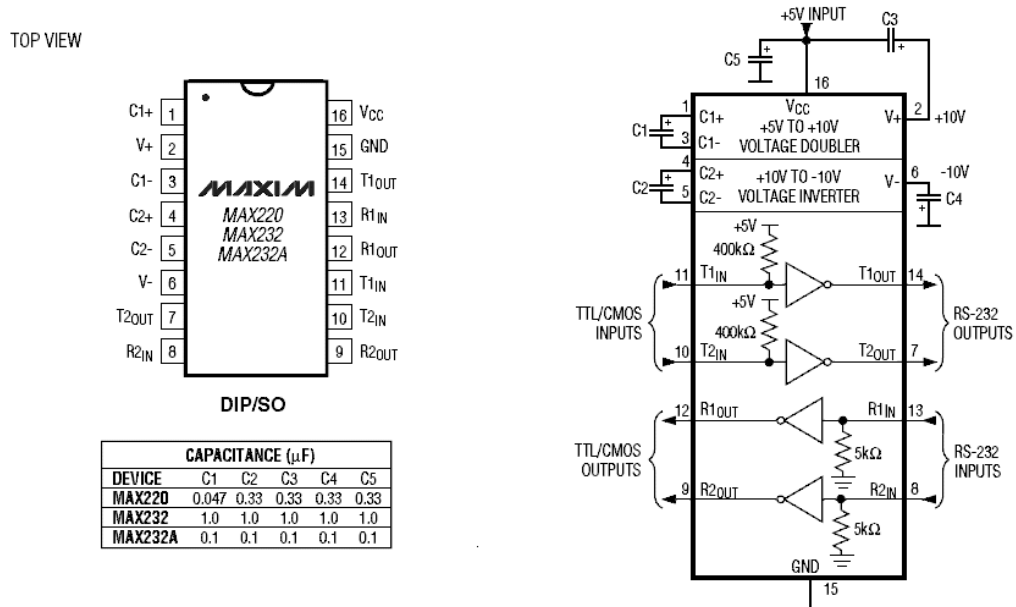 TOP VIEW
C1+ 1
V+ 2
C1- 3
C2+ 4
C2- 5
V- 6
T2OUT 7
R2IN 8
16 VCC
15 GND
14 T1OUT
13 R1IN
12 R1OUT
11 T1IN
10 T2IN
9 R2OUT
MAXIM
MAX220
MAX232
MAX232A
DIP/SO
CAPACITANCE (μF)
DEVICE C1 C2 C3 C4 C5
MAX220 0.047 0.33 0.33 0.33 0.33
MAX232 1.0 1.0 1.0 1.0 1.0
MAX232A 0.1 0.1 0.1 0.1 0.1
+5V INPUT
C3
+
C5
+
16
1
C1+
VCC
V+
2
+10V
C1
+
+5V TO +10V
3
C1-
VOLTAGE DOUBLER
4
C2+
+10V TO -10V
V-
6
-10V
C2
+
5
C2-
VOLTAGE INVERTER
+
C4
+5V
400kΩ
11
T1IN
T1OUT
14
+5V
TTL/CMOS
INPUTS
RS-232
OUTPUTS
400kΩ
10
T2IN
T2OUT
7
12
R1OUT
R1IN
13
TTL/CMOS
OUTPUTS
5kΩ
RS-232
INPUTS
9
R2OUT
R2IN
8
5kΩ
GND
15
+